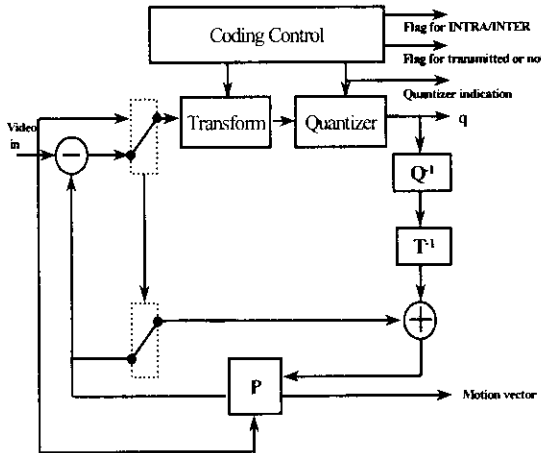 Coding Control
Flag for INTRA/INTER
Flag for transmitted or no
Quantizer indication
Transform
Quantizer
q
Video
in
Q-1
T-1
P
Motion vector